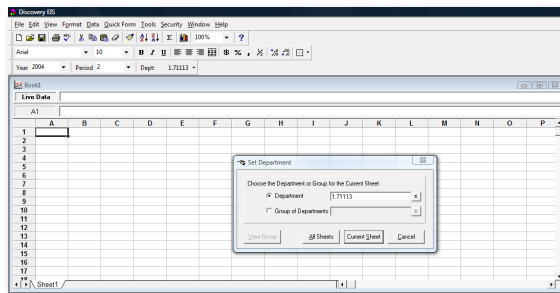 Discovery EIS
File Edit View Format Data Quick Form Tools Security Window Help
100%
Arial 10 B I U $ % ,
Year 2004 Period 2 Dept: 1.71113
Book1
Live Data
A1
A B C D E F G H I J K L M N O P
1
2
3
4
5
6
7
8
9
10
11
12
13
14
15
16
17
18
Set Department
Choose the Department or Group for the Current Sheet
Department 1.71113
Group of Departments
View Group All Sheets Current Sheet Cancel
Sheet1